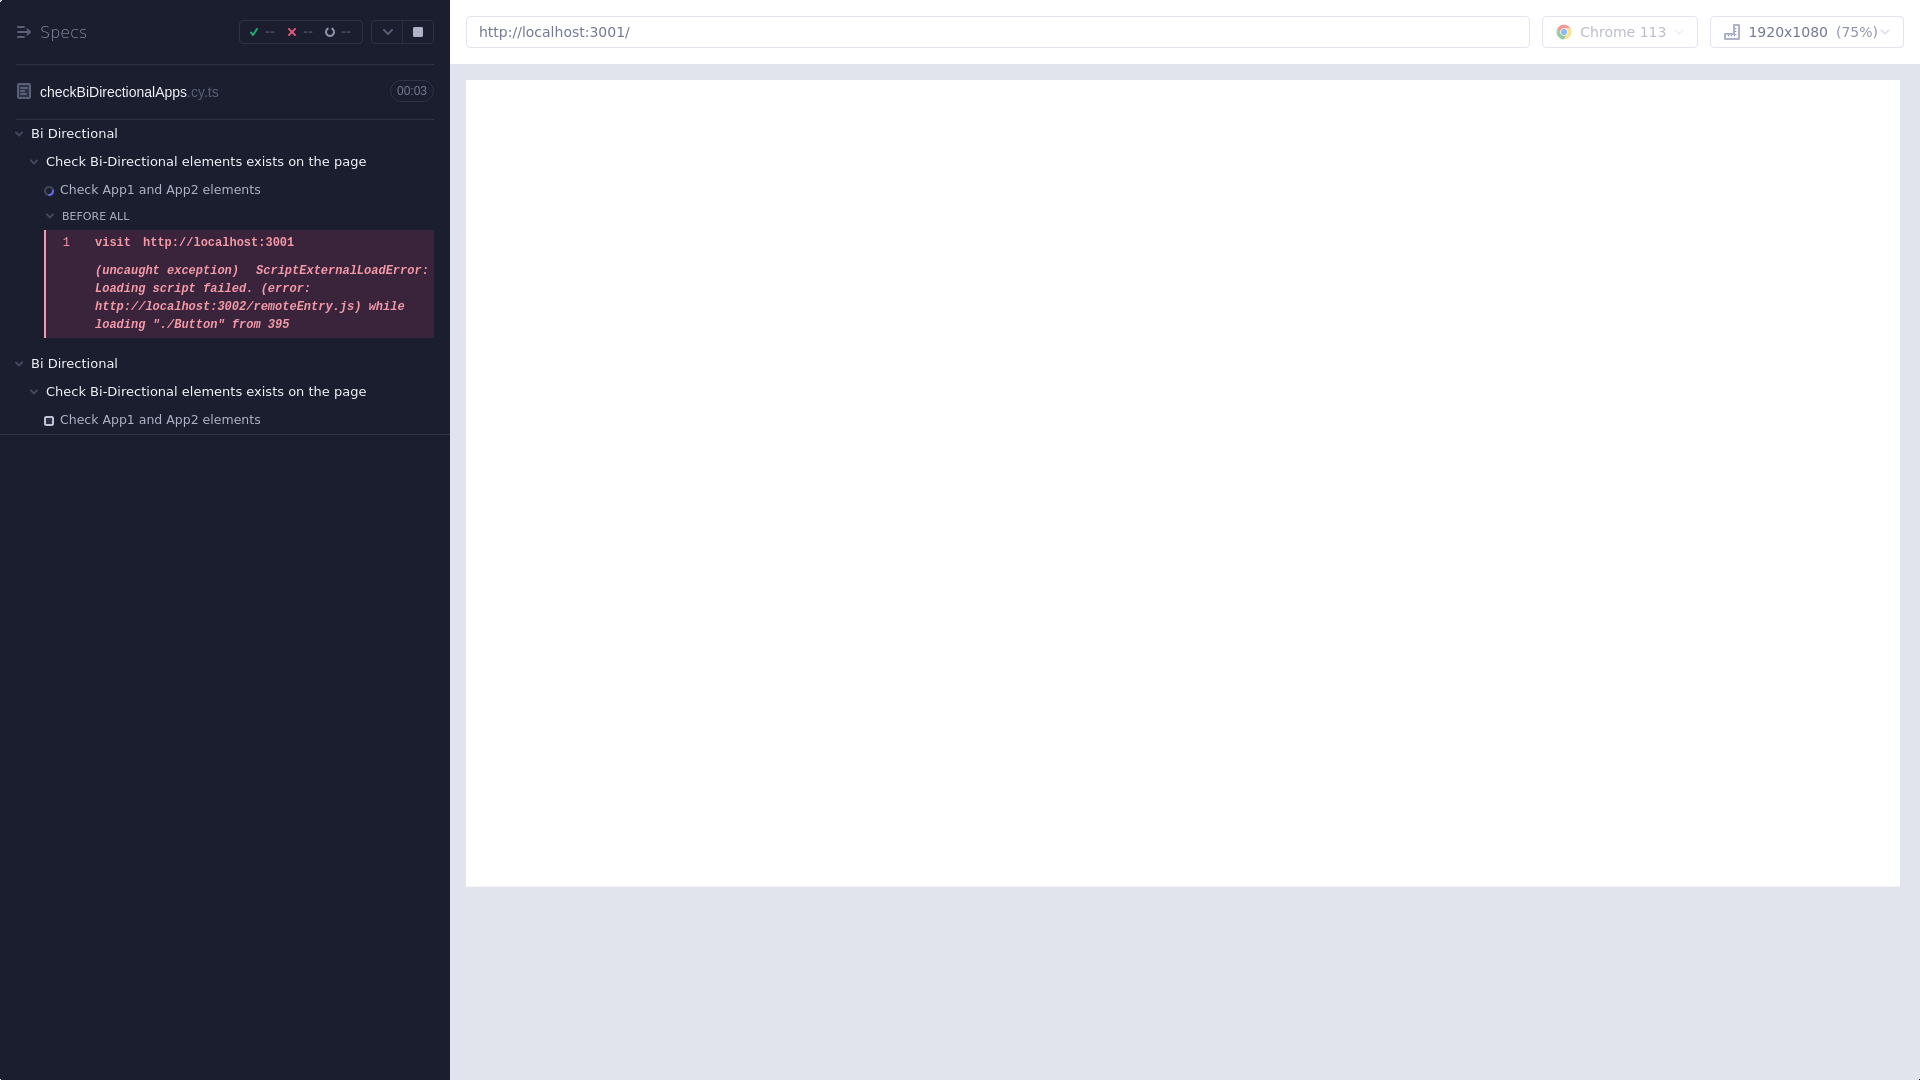 Specs
--
--
--
http://localhost:3001/
Chrome 113
1920x1080 (75%)
checkBiDirectionalApps.cy.ts
00:03
Bi Directional
Check Bi-Directional elements exists on the page
Check App1 and App2 elements
BEFORE ALL
1 visit http://localhost:3001
(uncaught exception) ScriptExternalLoadError:
Loading script failed. (error:
http://localhost:3002/remoteEntry.js) while
loading "./Button" from 395
Bi Directional
Check Bi-Directional elements exists on the page
Check App1 and App2 elements